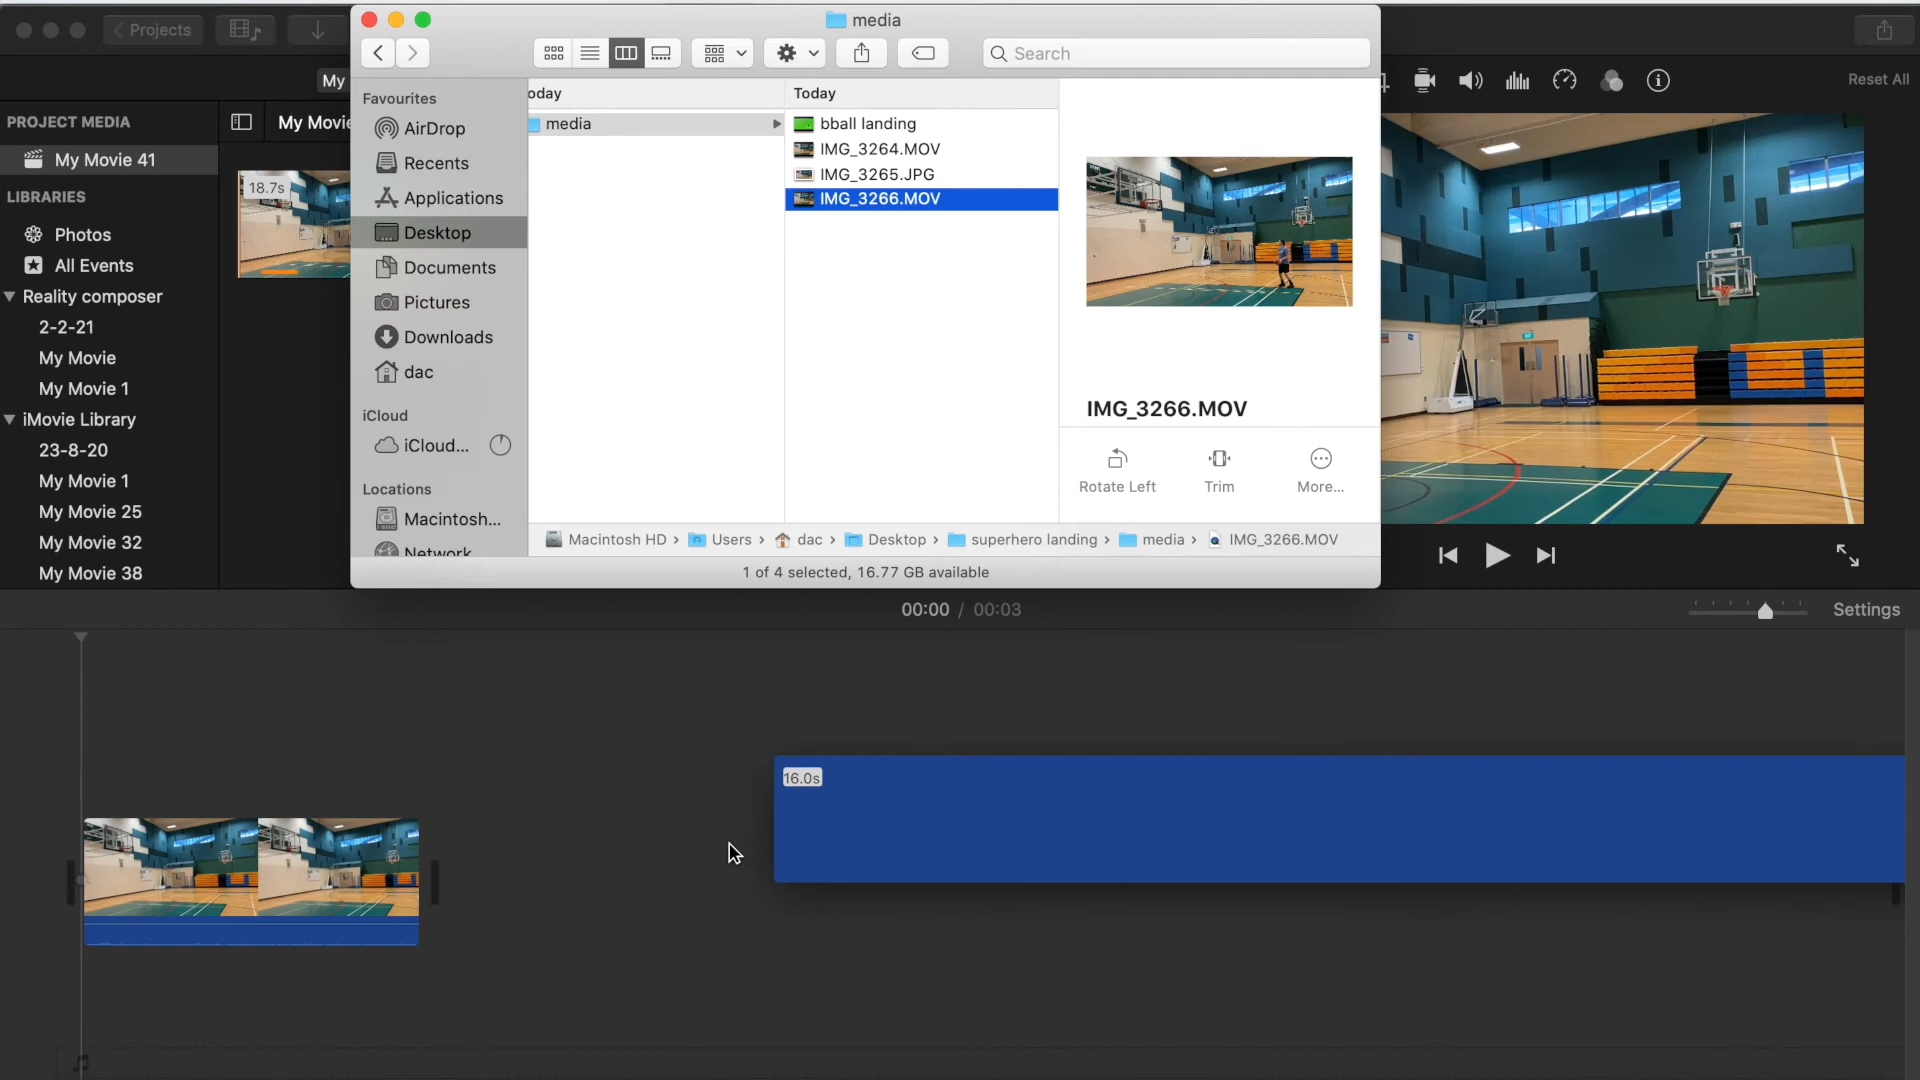 Projects
media
Search
My
Reset All
PROJECT MEDIA
My Movie 41
LIBRARIES
Photos
All Events
Reality composer
2-2-21
My Movie
My Movie 1
iMovie Library
23-8-20
My Movie 1
My Movie 25
My Movie 32
My Movie 38
My Movie
18.7s
Favourites
AirDrop
Recents
Applications
Desktop
Documents
Pictures
Downloads
dac
iCloud
iCloud...
Locations
Macintosh...
Network
oday
media
Today
bball landing
IMG_3264.MOV
IMG_3265.JPG
IMG_3266.MOV
IMG_3266.MOV
Rotate Left
Trim
More...
Macintosh HD › Users › dac › Desktop › superhero landing › media › IMG_3266.MOV
1 of 4 selected, 16.77 GB available
00:00 / 00:03
Settings
16.0s